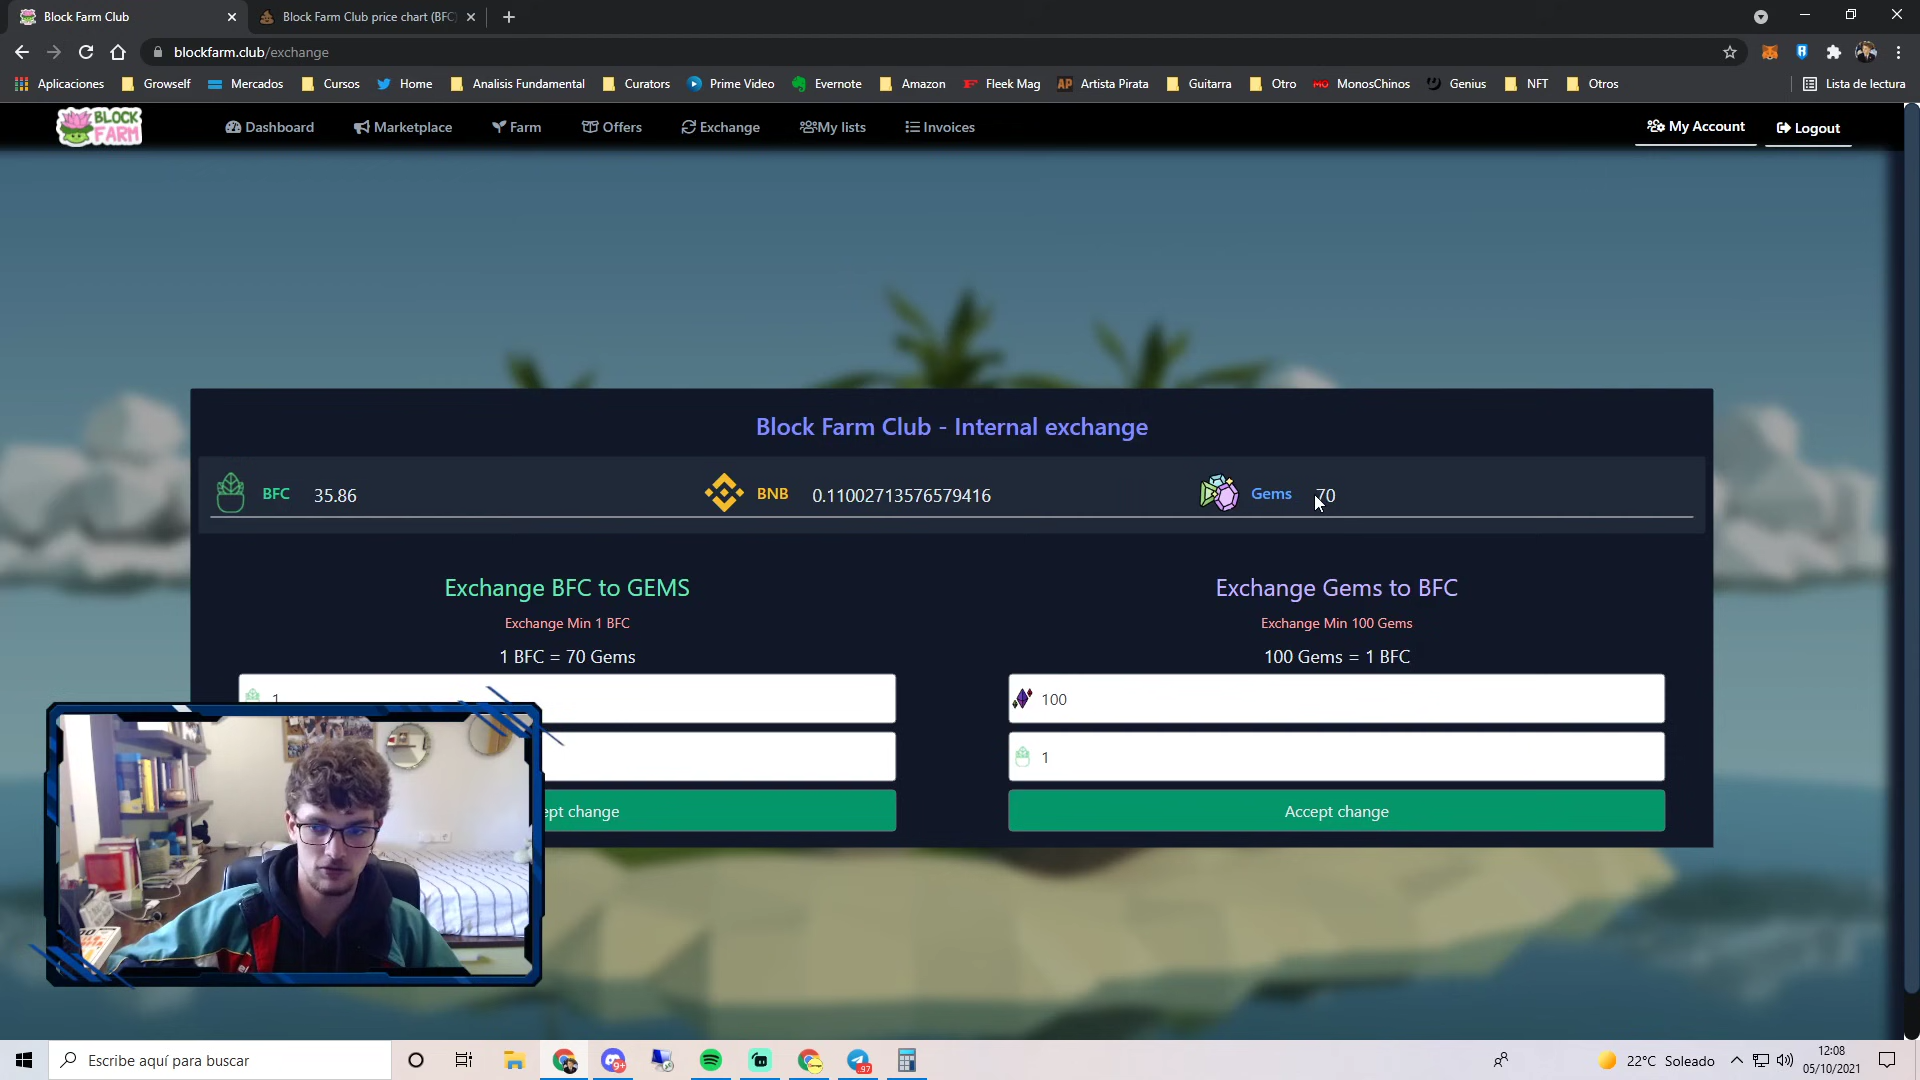 Block Farm Club
Block Farm Club price chart (BFC
blockfarm.club/exchange
Aplicaciones
Growself
Mercados
Cursos
Home
Analisis Fundamental
Curators
Prime Video
Evernote
Amazon
Fleek Mag
AP
Artista Pirata
Guitarra
Otro
MO
MonosChinos
Genius
NFT
Otros
Lista de lectura
BLOCK
FARM
Dashboard
Marketplace
Farm
Offers
Exchange
My lists
Invoices
My Account
Logout
Block Farm Club - Internal exchange
BFC 35.86
BNB 0.11002713576579416
Gems 70
Exchange BFC to GEMS
Exchange Min 1 BFC
1 BFC = 70 Gems
1
ept change
Exchange Gems to BFC
Exchange Min 100 Gems
100 Gems = 1 BFC
100
1
Accept change
Escribe aquí para buscar
9+
97
22°C Soleado
12:08
05/10/2021